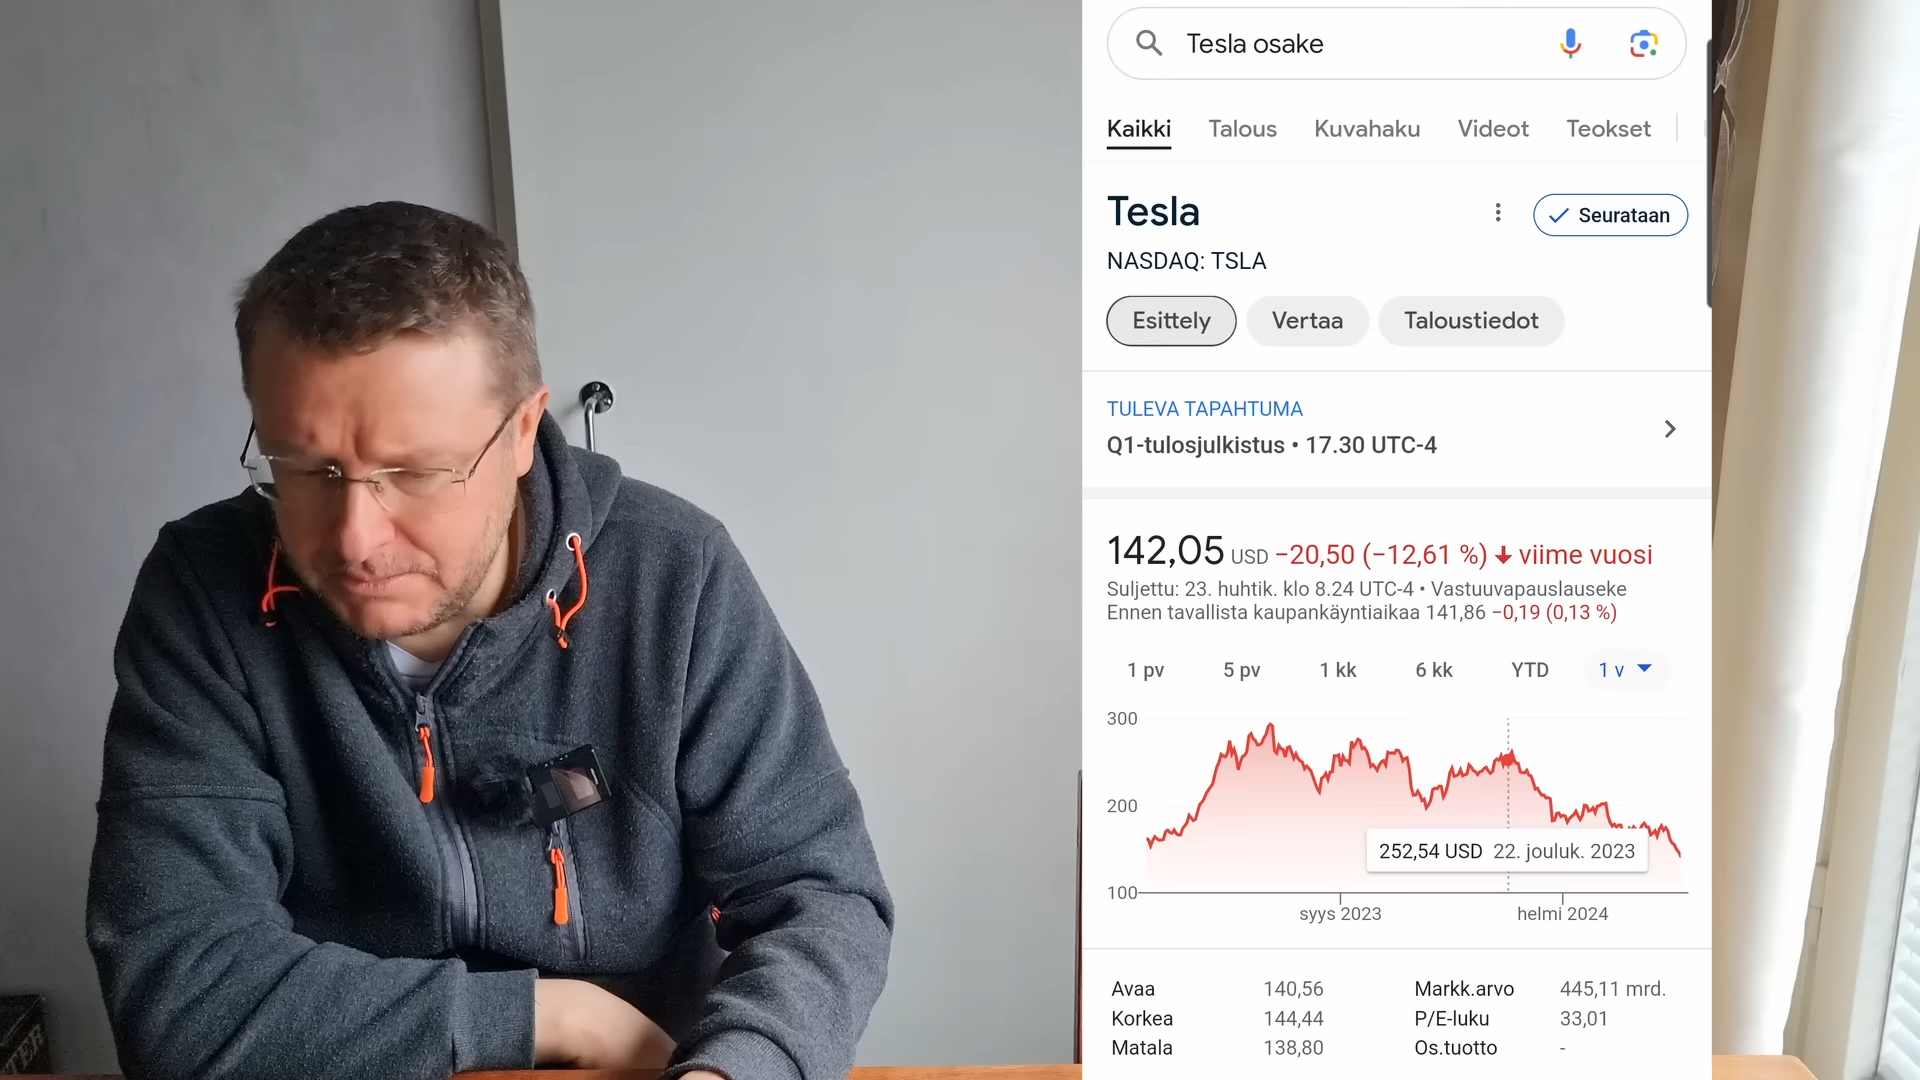 Tesla osake
Kaikki Talous Kuvahaku Videot Teokset
Tesla
Seurataan
NASDAQ: TSLA
Esittely Vertaa Taloustiedot
TULEVA TAPAHTUMA
Q1-tulosjulkistus • 17.30 UTC-4
142,05 USD −20,50 (−12,61 %) ↓ viime vuosi
Suljettu: 23. huhtik. klo 8.24 UTC-4 • Vastuuvapauslauseke
Ennen tavallista kaupankäyntiaikaa 141,86 −0,19 (0,13 %)
1 pv 5 pv 1 kk 6 kk YTD 1 v
300
200
252,54 USD 22. jouluk. 2023
100
syys 2023 helmi 2024
Avaa 140,56 Markk.arvo 445,11 mrd.
Korkea 144,44 P/E-luku 33,01
Matala 138,80 Os.tuotto -